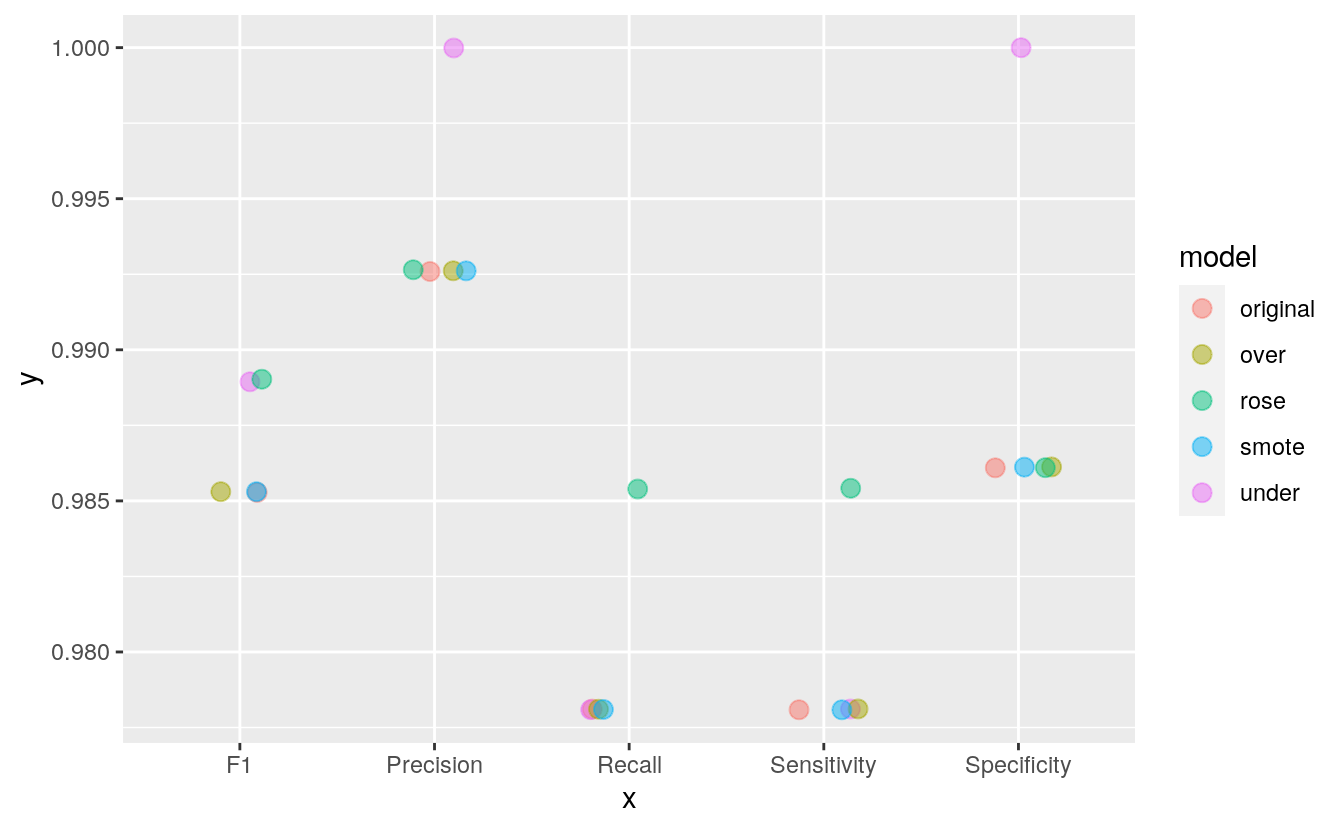 1.000
0.995
0.990
0.985
0.980
y
F1
Precision
Recall
Sensitivity
Specificity
x
model
original
over
rose
smote
under